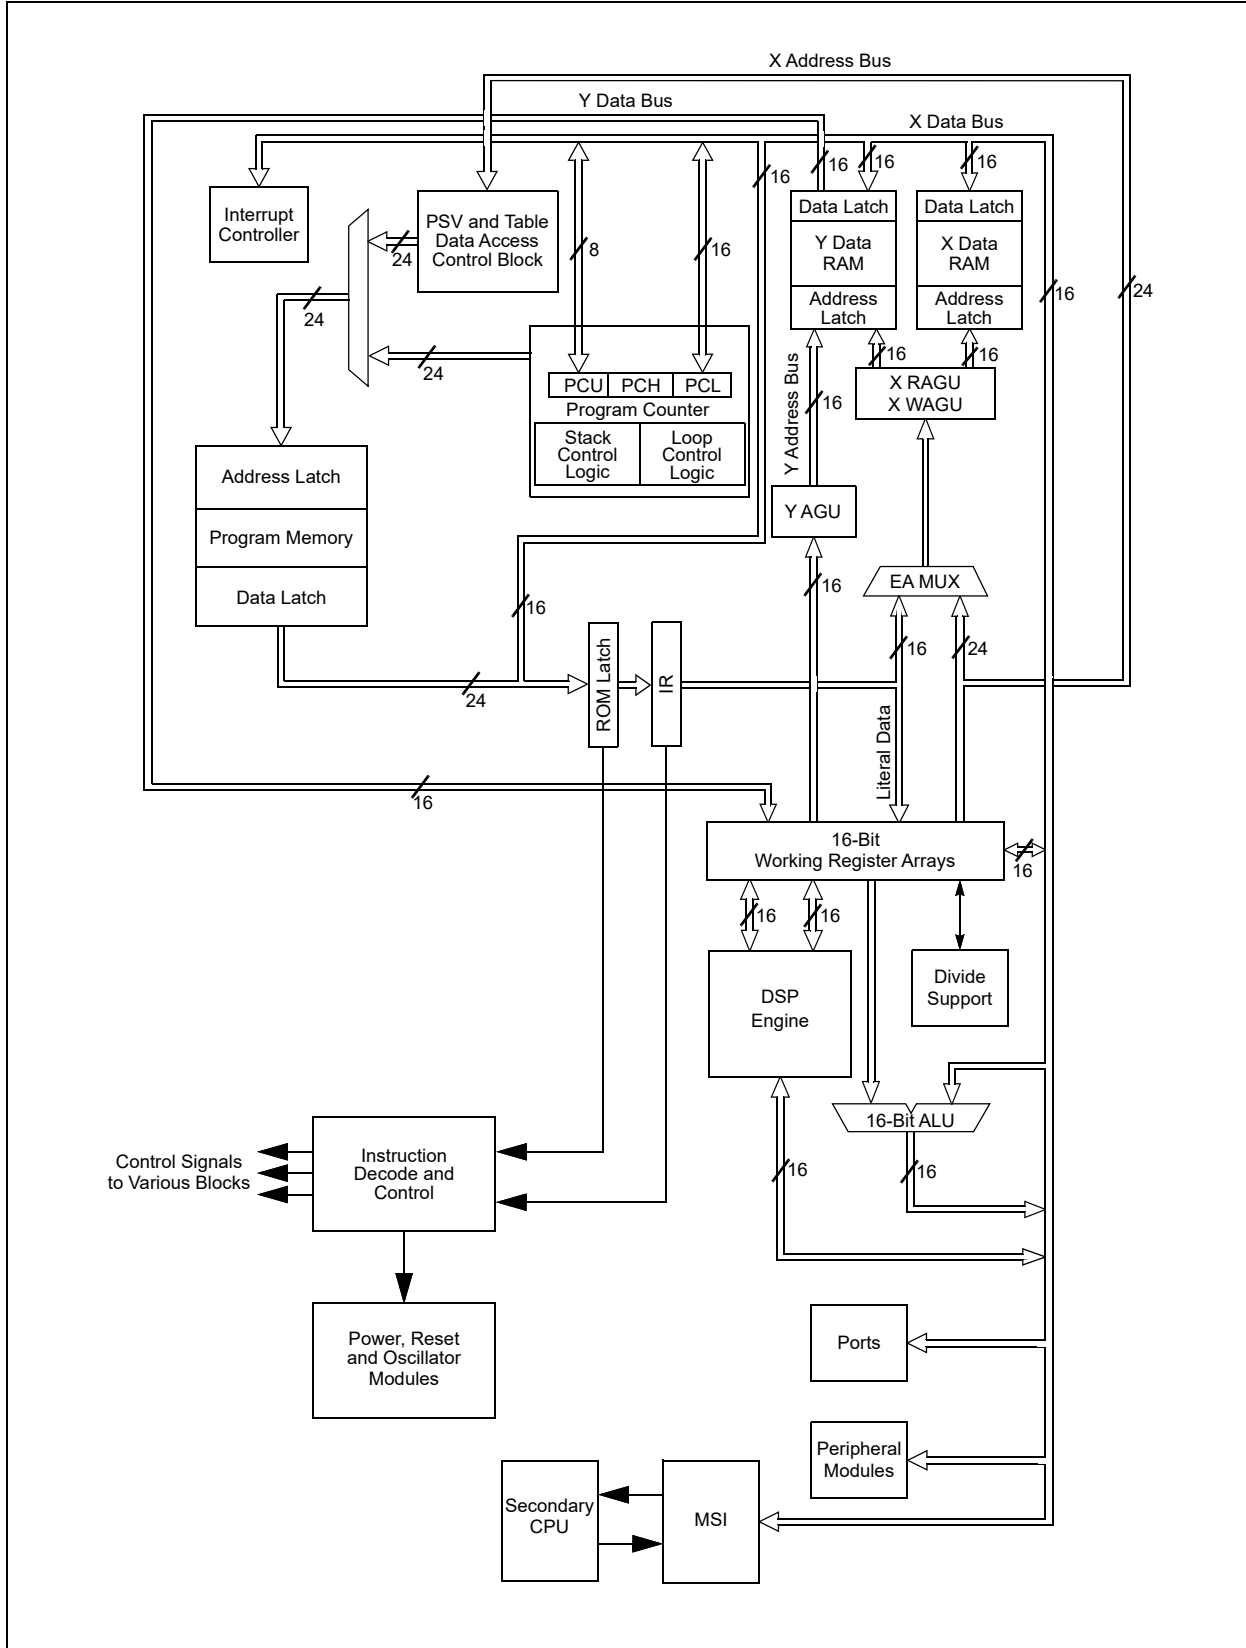 X Address Bus
Y Data Bus
X Data Bus
16
16
16
16
Interrupt
Controller
PSV and Table
Data Access
Control Block
24
8
16
Data Latch
Y Data
RAM
Address
Latch
Data Latch
X Data
RAM
Address
Latch
16
24
24
24
PCU
PCH
PCL
Program Counter
Stack
Control
Logic
Loop
Control
Logic
Y Address Bus
16
16
16
X RAGU
X WAGU
Address Latch
Program Memory
Data Latch
Y AGU
16
EA MUX
16
16
24
24
ROM Latch
IR
Literal Data
16
16-Bit
Working Register Arrays
16
16
16
DSP
Engine
Divide
Support
16-Bit ALU
16
16
Control Signals
to Various Blocks
Instruction
Decode and
Control
Power, Reset
and Oscillator
Modules
Ports
Peripheral
Modules
Secondary
CPU
MSI